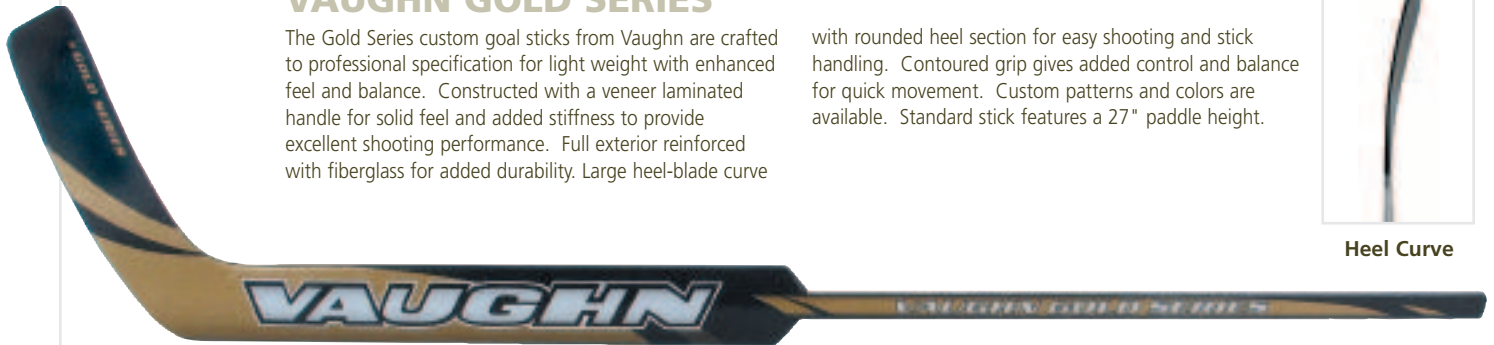 VAUGHN GOLD SERIES
The Gold Series custom goal sticks from Vaughn are crafted
to professional specification for light weight with enhanced
feel and balance. Constructed with a veneer laminated
handle for solid feel and added stiffness to provide
excellent shooting performance. Full exterior reinforced
with fiberglass for added durability. Large heel-blade curve
with rounded heel section for easy shooting and stick
handling. Contoured grip gives added control and balance
for quick movement. Custom patterns and colors are
available. Standard stick features a 27" paddle height.
Heel Curve
GOLD SERIES
VAUGHN
VAUGHN GOLD SERIES